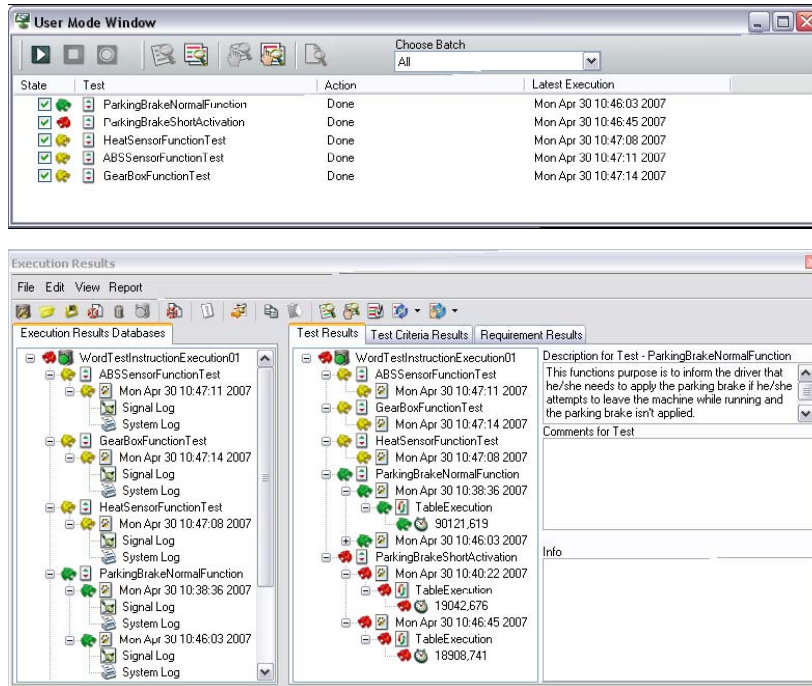 User Mode Window
Choose Batch
All
State Test Action Latest Execution
ParkingBrakeNormalFunction Done Mon Apr 30 10:46:03 2007
ParkingBrakeShortActivation Done Mon Apr 30 10:46:45 2007
HeatSensorFunctionTest Done Mon Apr 30 10:47:08 2007
ABSSensorFunctionTest Done Mon Apr 30 10:47:11 2007
GearBoxFunctionTest Done Mon Apr 30 10:47:14 2007
Execution Results
File Edit View Report
Execution Results Databases
WordTestInstructionExecution01
ABSSensorFunctionTest
Mon Apr 30 10:47:11 2007
Signal Log
System Log
GearBoxFunctionTest
Mon Apr 30 10:47:14 2007
Signal Log
System Log
HeatSensorFunctionTest
Mon Apr 30 10:47:08 2007
Signal Log
System Log
ParkingBrakeNormalFunction
Mon Apr 30 10:38:36 2007
Signal Log
System Log
Mon Apr 30 10:46:03 2007
Signal Log
System Log
Test Results Test Criteria Results Requirement Results
WordTestInstructionExecution01
ABSSensorFunctionTest
Mon Apr 30 10:47:11 2007
GearBoxFunctionTest
Mon Apr 30 10:47:14 2007
HeatSensorFunctionTest
Mon Apr 30 10:47:08 2007
ParkingBrakeNormalFunction
Mon Apr 30 10:38:36 2007
TableExecution
90121,619
Mon Apr 30 10:46:03 2007
ParkingBrakeShortActivation
Mon Apr 30 10:40:22 2007
TableExecution
19042,676
Mon Apr 30 10:46:45 2007
TableExecution
18908,741
Description for Test - ParkingBrakeNormalFunction
This functions purpose is to inform the driver that
he/she needs to apply the parking brake if he/she
attempts to leave the machine while running and
the parking brake isn't applied.
Comments for Test
Info